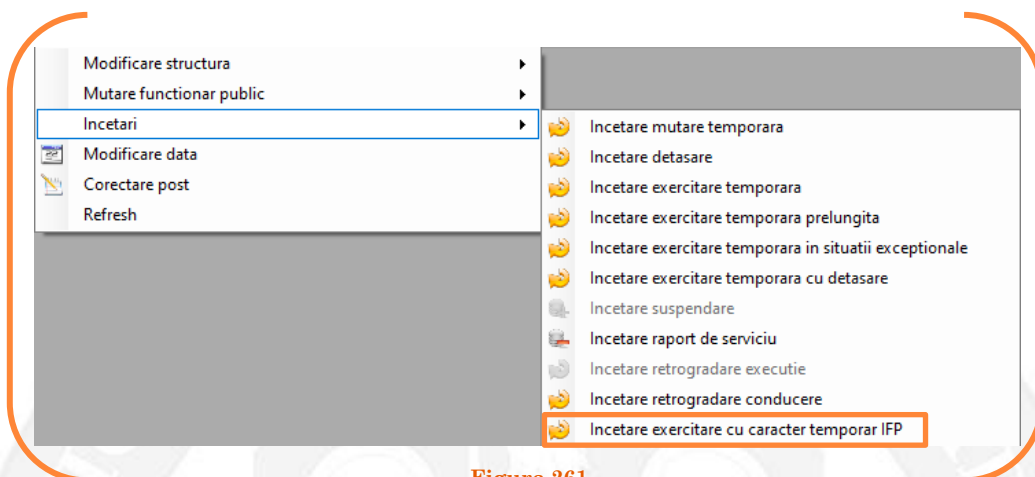 Modificare structura
Mutare functionar public
Incetari
Modificare data
Corectare post
Refresh
Incetare mutare temporara
Incetare detasare
Incetare exercitare temporara
Incetare exercitare temporara prelungita
Incetare exercitare temporara in situatii exceptionale
Incetare exercitare temporara cu detasare
Incetare suspendare
Incetare raport de serviciu
Incetare retrogradare executie
Incetare retrogradare conducere
Incetare exercitare cu caracter temporar IFP
Figura 261